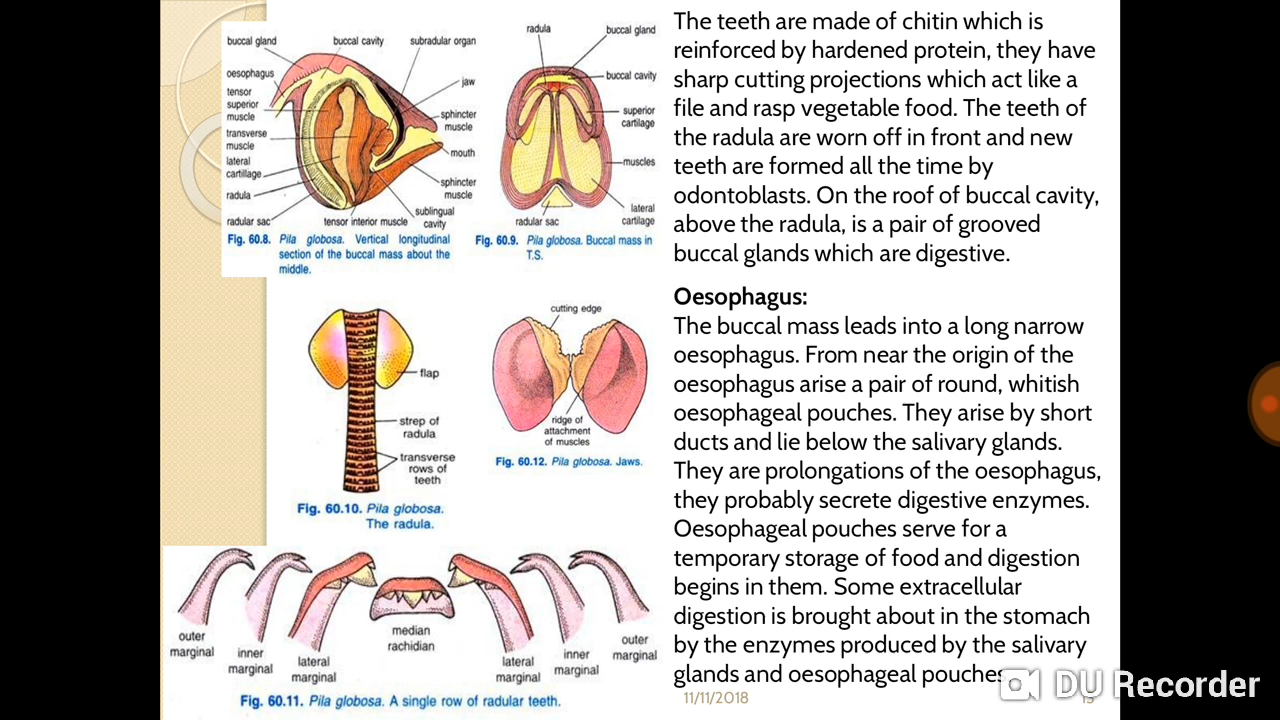 buccal gland
buccal cavity
subradular organ
oesophagus
jaw
tensor
superior
muscle
sphincter
muscle
transverse
muscle
mouth
lateral
cartilage
radula
sphincter
muscle
radular sac
tensor interior muscle
sublingual
cavity
Fig. 60.8. Pila globosa. Vertical longitudinal
section of the buccal mass about the
middle.
radula
buccal gland
buccal cavity
superior
cartilage
muscles
lateral
cartilage
radular sac
Fig. 60.9. Pila globosa. Buccal mass in
T.S.
flap
strep of
radula
transverse
rows of
teeth
Fig. 60.10. Pila globosa.
The radula.
cutting edge
ridge of
attachment
of muscles
Fig. 60.12. Pila globosa. Jaws.
outer
marginal
inner
marginal
lateral
marginal
median
rachidian
lateral
marginal
inner
marginal
outer
marginal
Fig. 60.11. Pila globosa. A single row of radular teeth.
The teeth are made of chitin which is
reinforced by hardened protein, they have
sharp cutting projections which act like a
file and rasp vegetable food. The teeth of
the radula are worn off in front and new
teeth are formed all the time by
odontoblasts. On the roof of buccal cavity,
above the radula, is a pair of grooved
buccal glands which are digestive.
Oesophagus:
The buccal mass leads into a long narrow
oesophagus. From near the origin of the
oesophagus arise a pair of round, whitish
oesophageal pouches. They arise by short
ducts and lie below the salivary glands.
They are prolongations of the oesophagus,
they probably secrete digestive enzymes.
Oesophageal pouches serve for a
temporary storage of food and digestion
begins in them. Some extracellular
digestion is brought about in the stomach
by the enzymes produced by the salivary
glands and oesophageal pouches
11/11/2018
DU Recorder